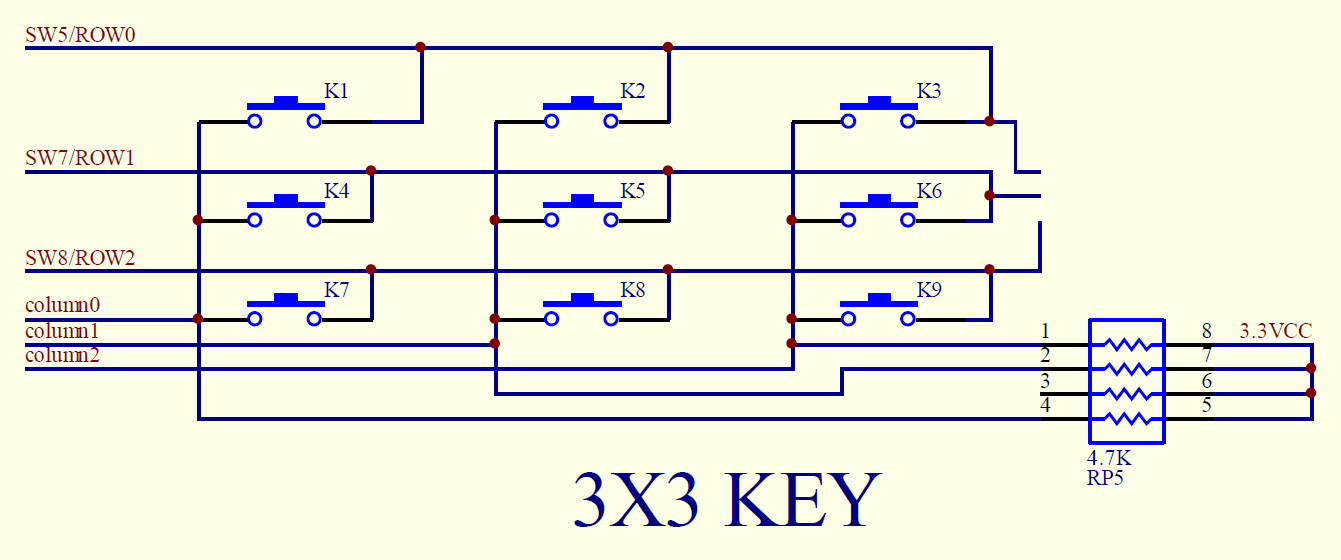 SW5/ROW0
K1 K2 K3
SW7/ROW1
K4 K5 K6
SW8/ROW2
K7 K8 K9
column0
column1
column2
1 8 3.3VCC
2 7
3 6
4 5
4.7K
RP5
3X3 KEY